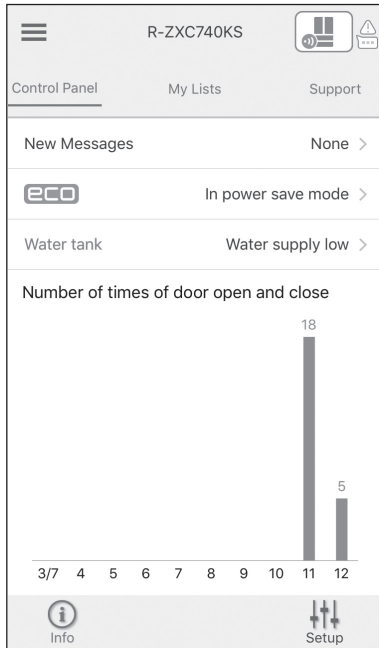 R-ZXC740KS
Control Panel My Lists Support
New Messages None >
eco In power save mode >
Water tank Water supply low >
Number of times of door open and close
18
5
3/7 4 5 6 7 8 9 10 11 12
Info Setup